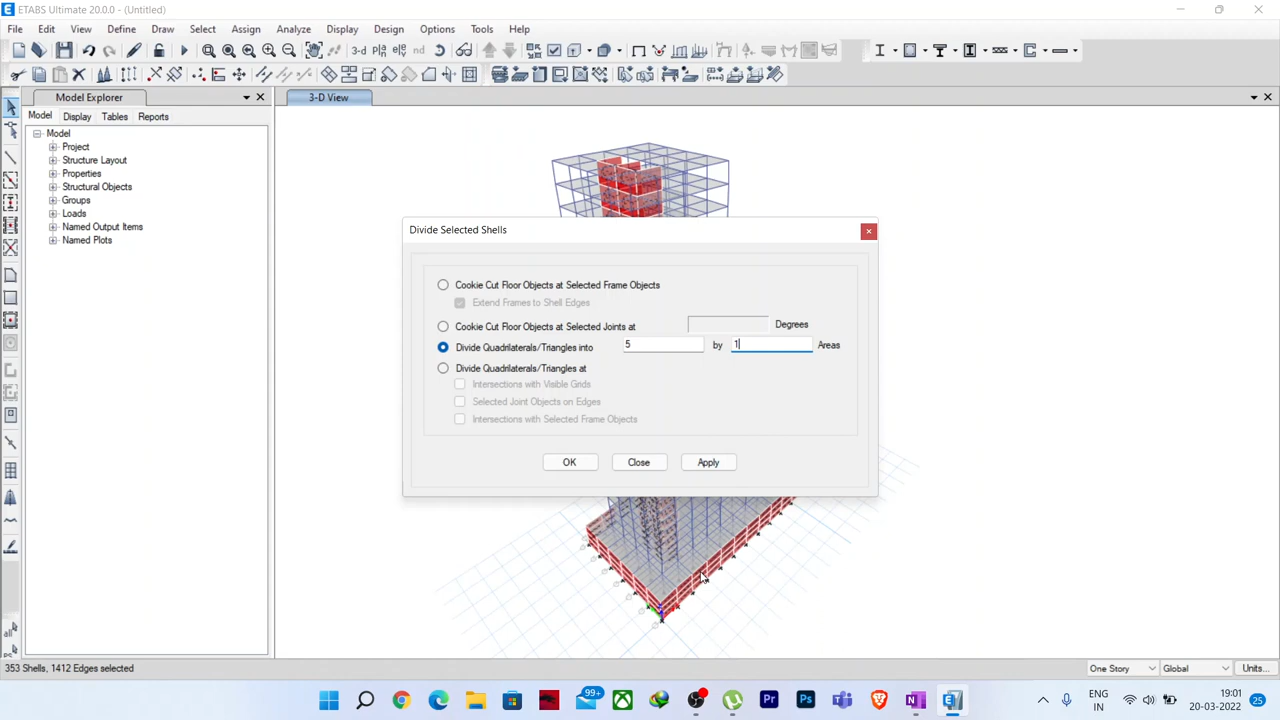 ETABS Ultimate 20.0.0 - (Untitled)
File Edit View Define Draw Select Assign Analyze Display Design Options Tools Help
3-d nd
Model Explorer
3-D View
Model Display Tables Reports
Model
Project
Structure Layout
Properties
Structural Objects
Groups
Loads
Named Output Items
Named Plots
Divide Selected Shells
Cookie Cut Floor Objects at Selected Frame Objects
Extend Frames to Shell Edges
Cookie Cut Floor Objects at Selected Joints at Degrees
Divide Quadrilaterals/Triangles into 5 by 1 Areas
Divide Quadrilaterals/Triangles at
Intersections with Visible Grids
Selected Joint Objects on Edges
Intersections with Selected Frame Objects
OK Close Apply
all
353 Shells, 1412 Edges selected
One Story Global Units...
99+
Pr Ps
ENG
IN
19:01
20-03-2022
25